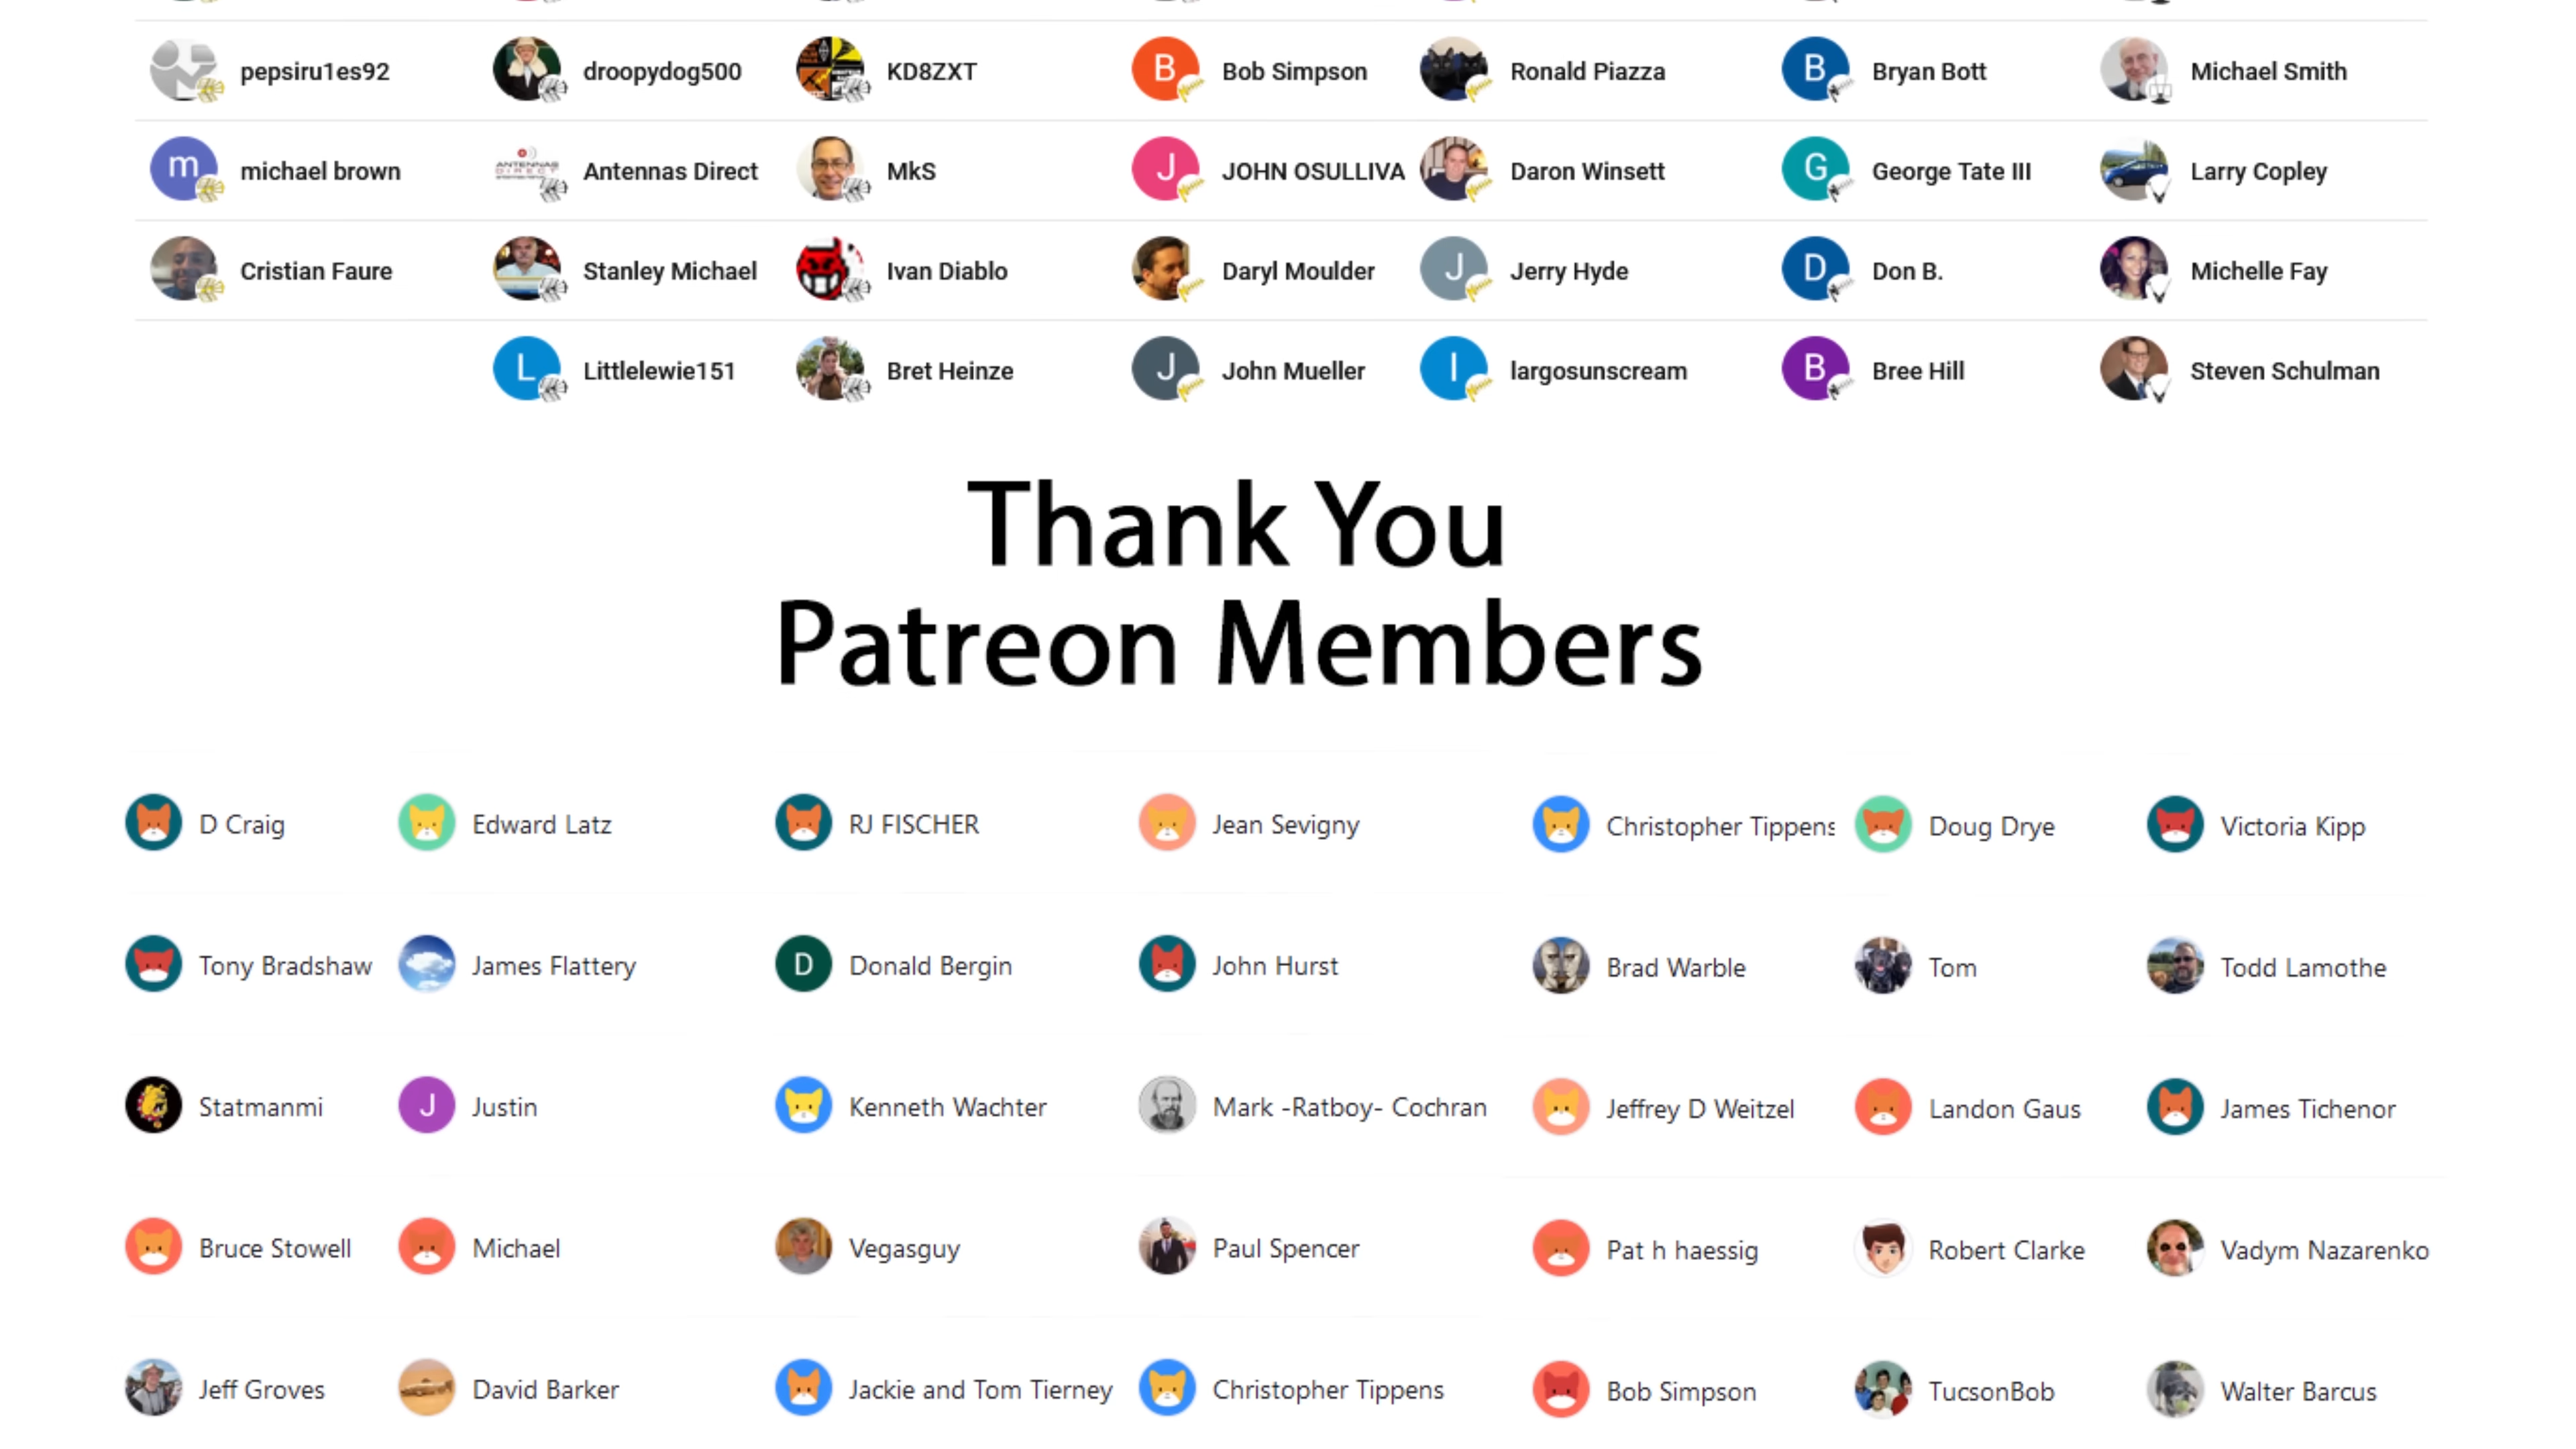 pepsiru1es92 droopydog500 KD8ZXT B Bob Simpson Ronald Piazza B Bryan Bott Michael Smith
m michael brown ANTENNAS DIRECT Antennas Direct MkS J JOHN OSULLIVA Daron Winsett G George Tate III Larry Copley
Cristian Faure Stanley Michael Ivan Diablo Daryl Moulder J Jerry Hyde D Don B. Michelle Fay
L Littlelewie151 Bret Heinze J John Mueller I largosunscream B Bree Hill Steven Schulman
Thank You
Patreon Members
D Craig Edward Latz RJ FISCHER Jean Sevigny Christopher Tippens Doug Drye Victoria Kipp
Tony Bradshaw James Flattery D Donald Bergin John Hurst Brad Warble Tom Todd Lamothe
Statmanmi J Justin Kenneth Wachter Mark -Ratboy- Cochran Jeffrey D Weitzel Landon Gaus James Tichenor
Bruce Stowell Michael Vegasguy Paul Spencer Pat h haessig Robert Clarke Vadym Nazarenko
Jeff Groves David Barker Jackie and Tom Tierney Christopher Tippens Bob Simpson TucsonBob Walter Barcus